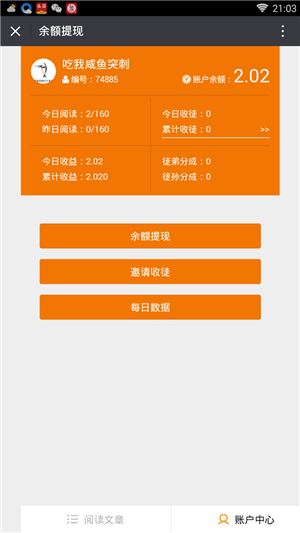 21:03
余额提现
吃我咸鱼突刺
编号：74885
账户余额：2.02
今日阅读：2/160
今日收徒：0
昨日阅读：0/160
累计收徒：0 >>
今日收益：2.02
徒弟分成：0
累计收益：2.020
徒孙分成：0
余额提现
邀请收徒
每日数据
阅读文章
账户中心